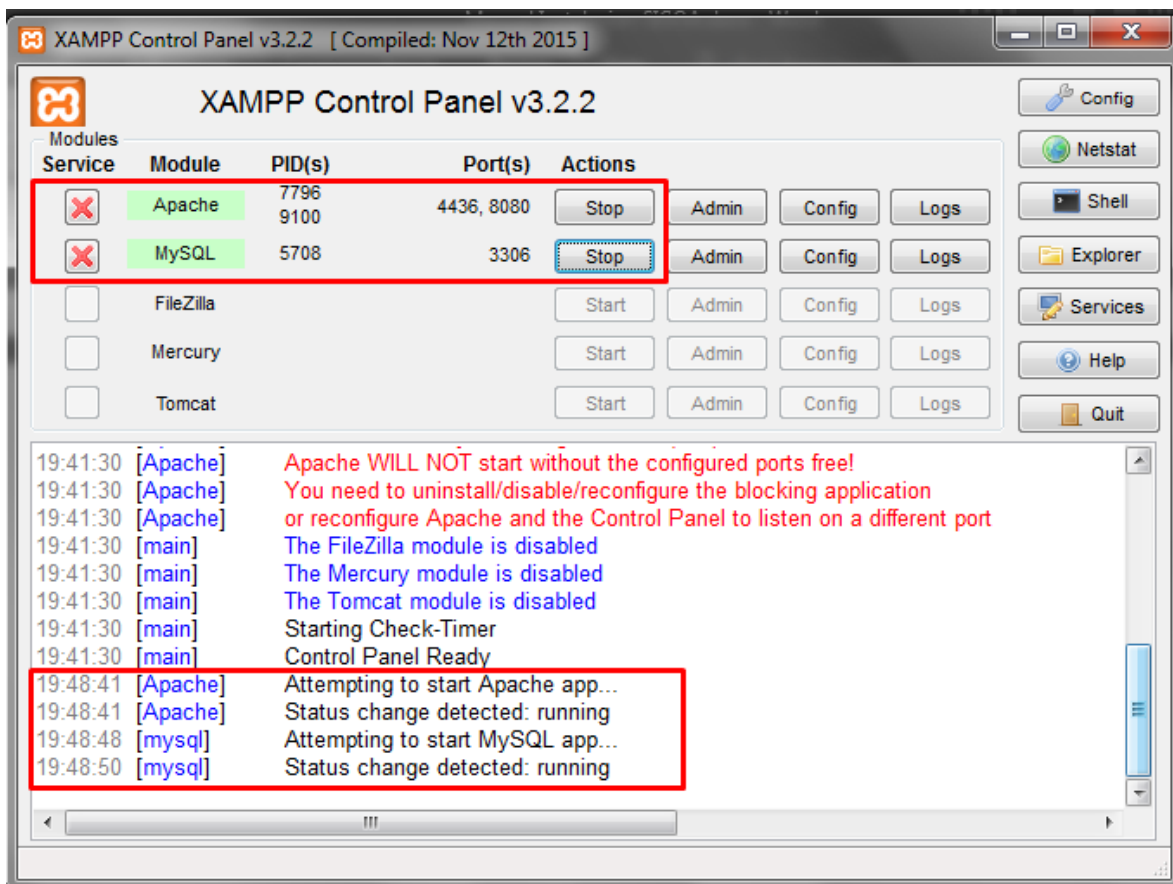 XAMPP Control Panel v3.2.2 [ Compiled: Nov 12th 2015 ]
XAMPP Control Panel v3.2.2
Config
Modules
Service Module PID(s) Port(s) Actions
Netstat
Apache 7796 9100 4436, 8080 Stop Admin Config Logs
Shell
MySQL 5708 3306 Stop Admin Config Logs
Explorer
FileZilla Start Admin Config Logs
Services
Mercury Start Admin Config Logs
Help
Tomcat Start Admin Config Logs
Quit
19:41:30 [Apache] Apache WILL NOT start without the configured ports free!
19:41:30 [Apache] You need to uninstall/disable/reconfigure the blocking application
19:41:30 [Apache] or reconfigure Apache and the Control Panel to listen on a different port
19:41:30 [main] The FileZilla module is disabled
19:41:30 [main] The Mercury module is disabled
19:41:30 [main] The Tomcat module is disabled
19:41:30 [main] Starting Check-Timer
19:41:30 [main] Control Panel Ready
19:48:41 [Apache] Attempting to start Apache app...
19:48:41 [Apache] Status change detected: running
19:48:48 [mysql] Attempting to start MySQL app...
19:48:50 [mysql] Status change detected: running